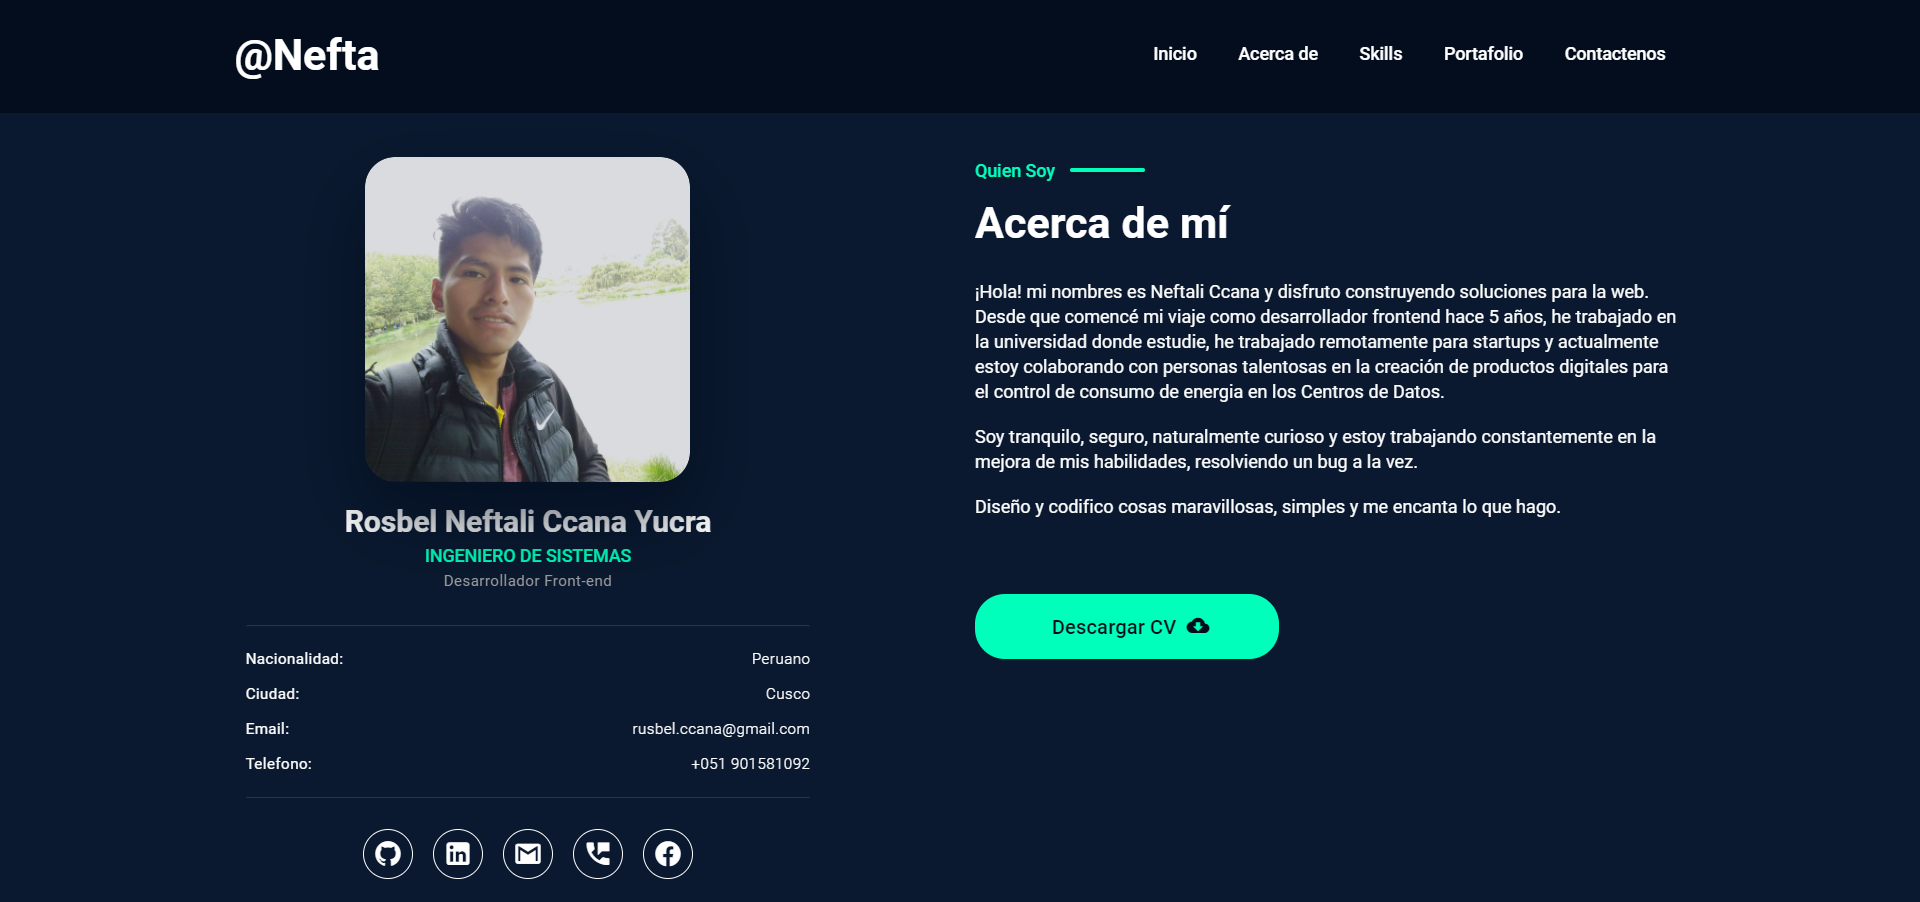 @Nefta
Inicio Acerca de Skills Portafolio Contactenos
Rosbel Neftali Ccana Yucra
INGENIERO DE SISTEMAS
Desarrollador Front-end
Nacionalidad: Peruano
Ciudad: Cusco
Email: rusbel.ccana@gmail.com
Telefono: +051 901581092
Quien Soy
Acerca de mí
¡Hola! mi nombres es Neftali Ccana y disfruto construyendo soluciones para la web.
Desde que comencé mi viaje como desarrollador frontend hace 5 años, he trabajado en
la universidad donde estudie, he trabajado remotamente para startups y actualmente
estoy colaborando con personas talentosas en la creación de productos digitales para
el control de consumo de energia en los Centros de Datos.
Soy tranquilo, seguro, naturalmente curioso y estoy trabajando constantemente en la
mejora de mis habilidades, resolviendo un bug a la vez.
Diseño y codifico cosas maravillosas, simples y me encanta lo que hago.
Descargar CV